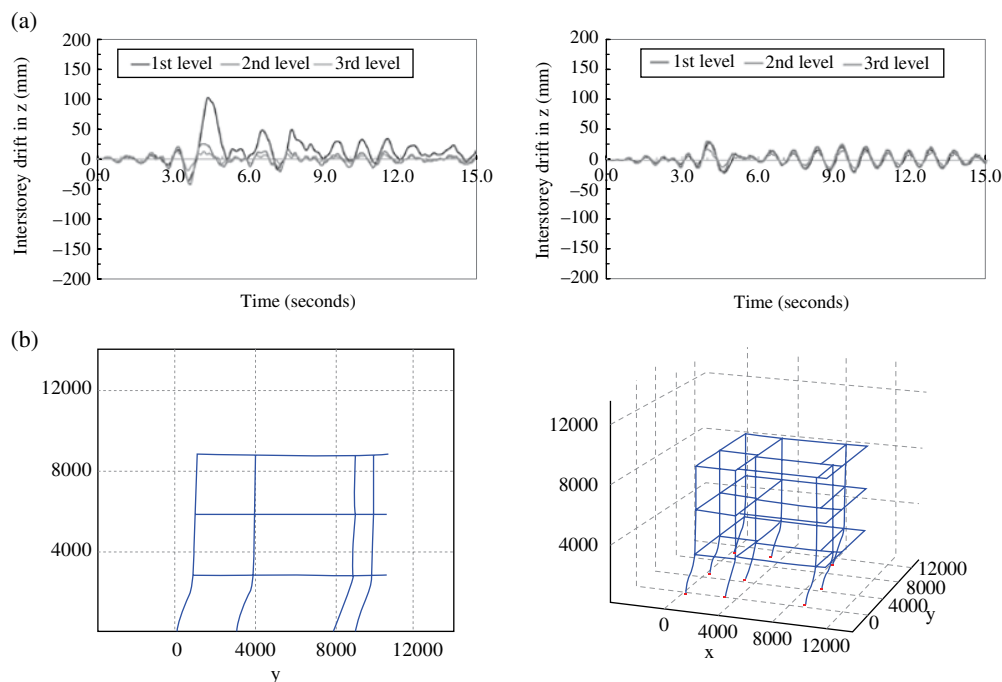 (a)
Interstorey drift in z (mm)
200
150
100
50
0
–50
–100
–150
–200
1st level 2nd level 3rd level
0.0 3.0 6.0 9.0 12.0 15.0
Time (seconds)
Interstorey drift in z (mm)
200
150
100
50
0
–50
–100
–150
–200
1st level 2nd level 3rd level
0.0 3.0 6.0 9.0 12.0 15.0
Time (seconds)
(b)
12000
8000
4000
0 4000 8000 12000
y
12000
8000
4000
0 4000 8000 12000
x
0 4000 8000 12000
y